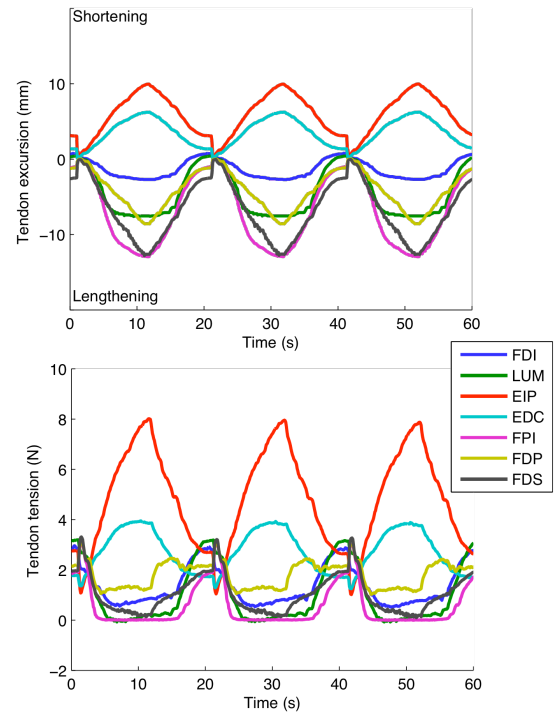 Shortening
10
0
−10
Tendon excursion (mm)
Lengthening
0 10 20 30 40 50 60
Time (s)
10
8
6
4
2
0
−2
Tendon tension (N)
FDI
LUM
EIP
EDC
FPI
FDP
FDS
0 10 20 30 40 50 60
Time (s)